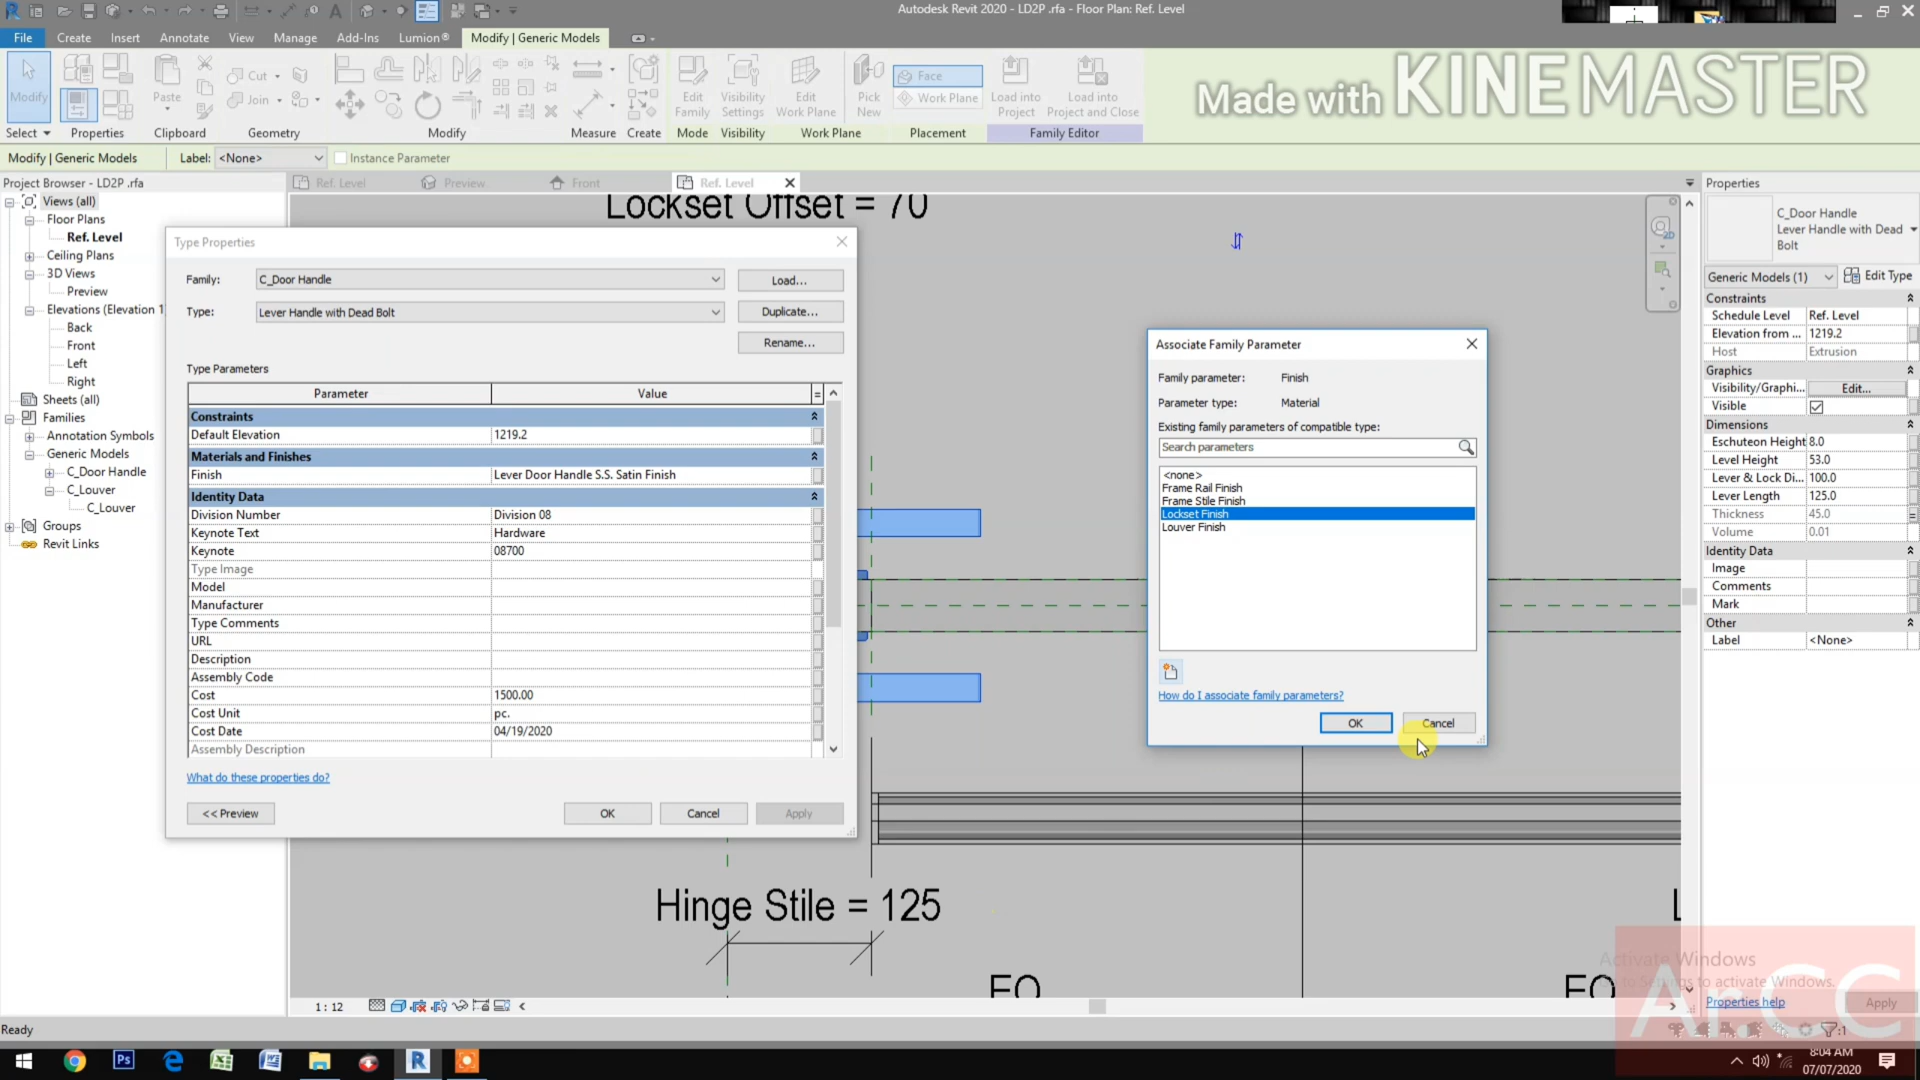 Autodesk Revit 2020 - LD2P .rfa - Floor Plan: Ref. Level
File Create Insert Annotate View Manage Add-Ins Lumion® Modify | Generic Models
Made with KINEMASTER
Modify Paste Cut Join Edit Family Visibility Settings Edit Work Plane Pick New Face Work Plane Load into Project Load into Project and Close
Select Properties Clipboard Geometry Modify Measure Create Mode Visibility Work Plane Placement Family Editor
Modify | Generic Models Label: <None> Instance Parameter
Project Browser - LD2P .rfa
Views (all)
Floor Plans
Ref. Level
Ceiling Plans
3D Views
Preview
Elevations (Elevation 1
Back
Front
Left
Right
Sheets (all)
Families
Annotation Symbols
Generic Models
C_Door Handle
C_Louver
C_Louver
Groups
Revit Links
Ref. Level Preview Front Ref. Level
Lockset Offset = 70
Type Properties
Family: C_Door Handle Load...
Type: Lever Handle with Dead Bolt Duplicate...
Rename...
Type Parameters
Parameter Value =
Constraints
Default Elevation 1219.2
Materials and Finishes
Finish Lever Door Handle S.S. Satin Finish
Identity Data
Division Number Division 08
Keynote Text Hardware
Keynote 08700
Type Image
Model
Manufacturer
Type Comments
URL
Description
Assembly Code
Cost 1500.00
Cost Unit pc.
Cost Date 04/19/2020
Assembly Description
What do these properties do?
<< Preview OK Cancel Apply
Associate Family Parameter
Family parameter: Finish
Parameter type: Material
Existing family parameters of compatible type:
Search parameters
<none>
Frame Rail Finish
Frame Stile Finish
Lockset Finish
Louver Finish
How do I associate family parameters?
OK Cancel
Hinge Stile = 125
EQ
EQ
L
Properties
C_Door Handle
Lever Handle with Dead
Bolt
Generic Models (1) Edit Type
Constraints
Schedule Level Ref. Level
Elevation from ... 1219.2
Host Extrusion
Graphics
Visibility/Graphi... Edit...
Visible
Dimensions
Eschuteon Height 8.0
Level Height 53.0
Lever & Lock Di... 100.0
Lever Length 125.0
Thickness 45.0
Volume 0.01
Identity Data
Image
Comments
Mark
Other
Label <None>
Activate Windows
Go to Settings to activate Windows.
Properties help Apply
ArCC
1 : 12
Ready
:1
8:04 AM
07/07/2020